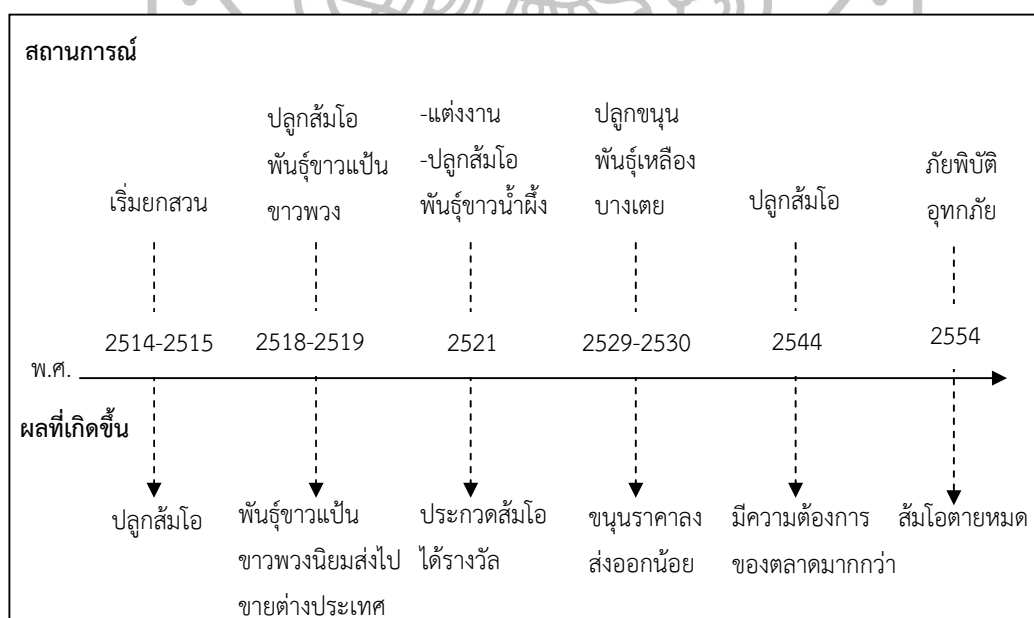 สถานการณ์
เริ่มยกสวน
ปลูกส้มโอ
พันธุ์ขาวแป้น
ขาวพวง
-แต่งงาน
-ปลูกส้มโอ
พันธุ์ขาวน้ำผึ้ง
ปลูกขนุน
พันธุ์เหลือง
บางเตย
ปลูกส้มโอ
ภัยพิบัติ
อุทกภัย
2514-2515 2518-2519 2521 2529-2530 2544 2554
พ.ศ.
ผลที่เกิดขึ้น
ปลูกส้มโอ
พันธุ์ขาวแป้น
ขาวพวงนิยมส่งไป
ขายต่างประเทศ
ประกวดส้มโอ
ได้รางวัล
ขนุนราคาลง
ส่งออกน้อย
มีความต้องการ
ของตลาดมากกว่า
ส้มโอตายหมด